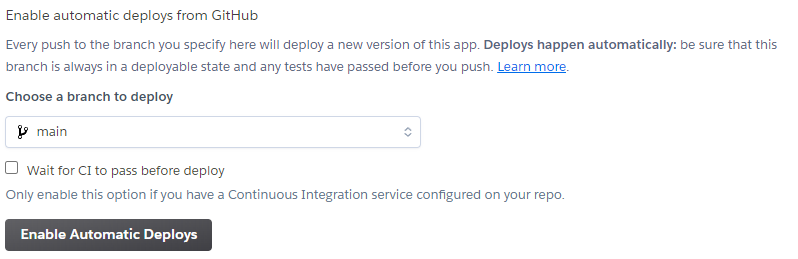 Enable automatic deploys from GitHub
Every push to the branch you specify here will deploy a new version of this app. Deploys happen automatically: be sure that this
branch is always in a deployable state and any tests have passed before you push. Learn more.
Choose a branch to deploy
main
Wait for CI to pass before deploy
Only enable this option if you have a Continuous Integration service configured on your repo.
Enable Automatic Deploys